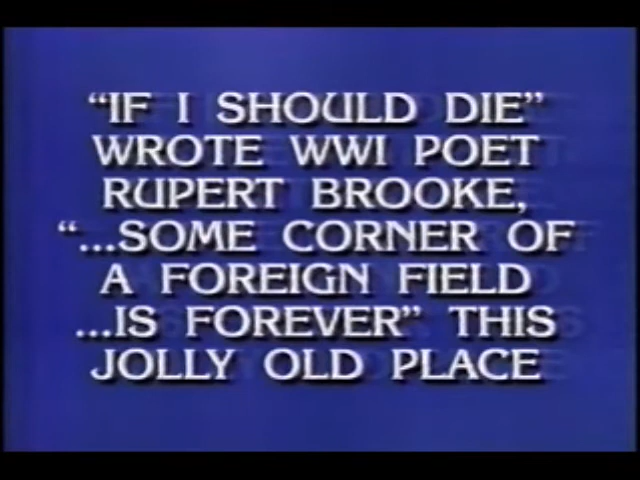 “IF I SHOULD DIE”
WROTE WWI POET
RUPERT BROOKE,
“...SOME CORNER OF
A FOREIGN FIELD
...IS FOREVER” THIS
JOLLY OLD PLACE